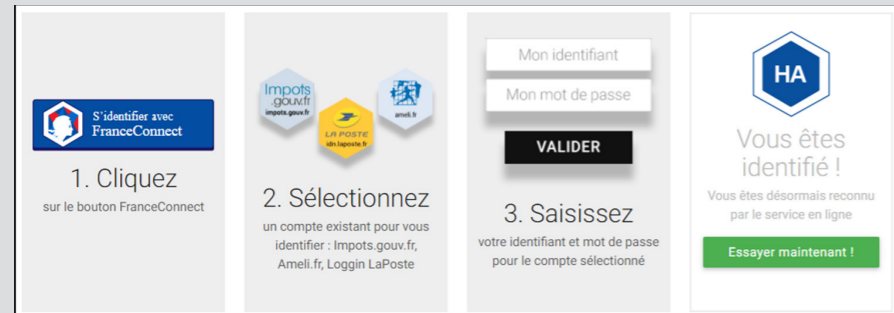 S'identifier avec
FranceConnect
1. Cliquez
sur le bouton FranceConnect
Impots
.gouv.fr
impots.gouv.fr
LA POSTE
idn.laposte.fr
ameli.fr
2. Sélectionnez
un compte existant pour vous
identifier : Impots.gouv.fr,
Ameli.fr, Loggin LaPoste
Mon identifiant
Mon mot de passe
VALIDER
3. Saisissez
votre identifiant et mot de passe
pour le compte sélectionné
HA
Vous êtes
identifié !
Vous êtes désormais reconnu
par le service en ligne
Essayer maintenant !